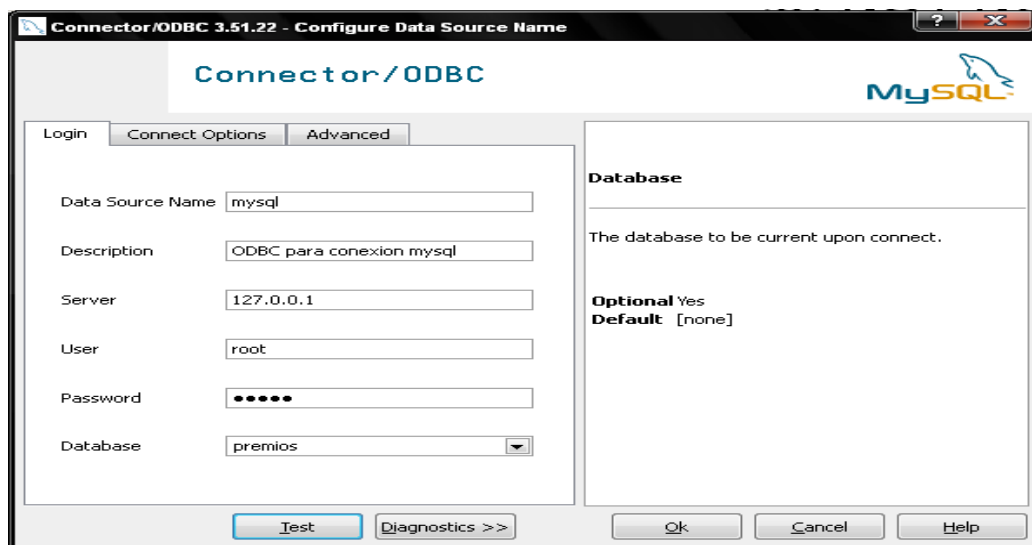 Connector/ODBC 3.51.22 - Configure Data Source Name
?
X
Connector/ODBC
MySQL
Login
Connect Options
Advanced
Data Source Name mysql
Description ODBC para conexion mysql
Server 127.0.0.1
User root
Password •••••
Database premios
Database
The database to be current upon connect.
Optional Yes
Default [none]
Test
Diagnostics >>
Ok
Cancel
Help